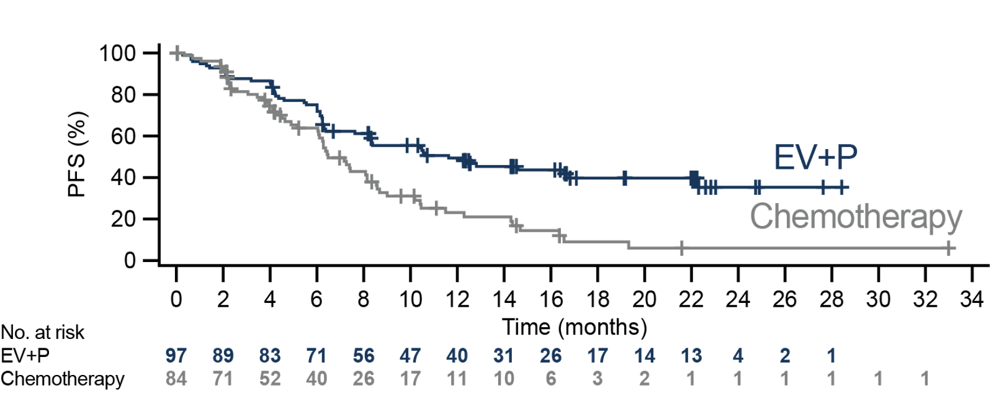 100
80
60
40
20
0
PFS (%)
EV+P
Chemotherapy
0 2 4 6 8 10 12 14 16 18 20 22 24 26 28 30 32 34
Time (months)
No. at risk
EV+P 97 89 83 71 56 47 40 31 26 17 14 13 4 2 1
Chemotherapy 84 71 52 40 26 17 11 10 6 3 2 1 1 1 1 1 1